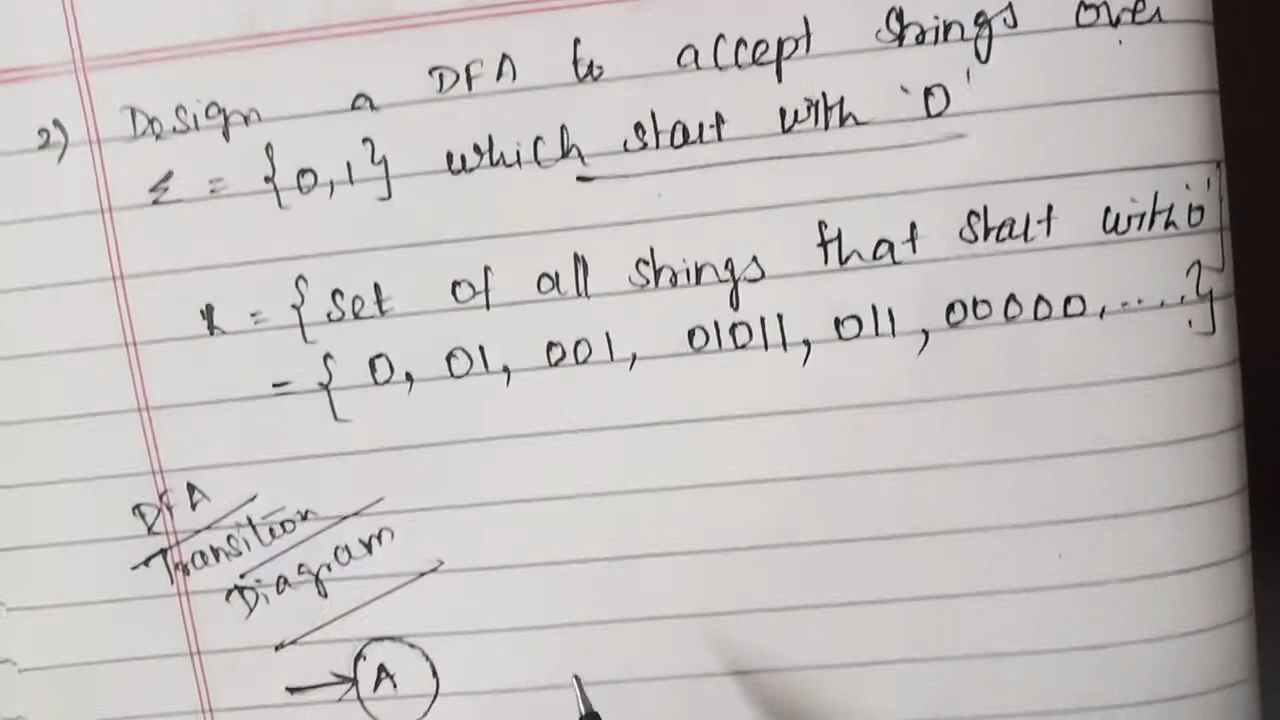 2) Design a DFA to accept strings over
Σ = {0,1} which start with '0'
L = {set of all strings that start with '0'}
= {0, 01, 001, 01011, 011, 00000, .....}
DFA
Transition
Diagram
A